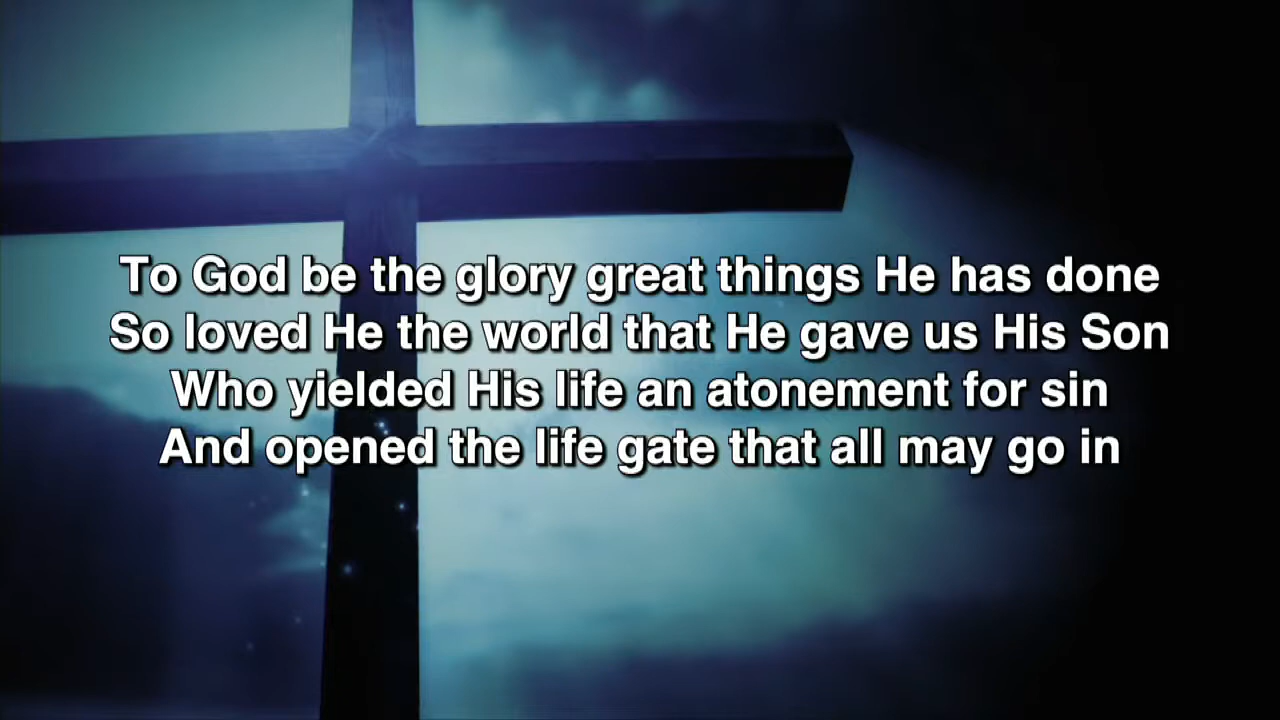 To God be the glory great things He has done
So loved He the world that He gave us His Son
Who yielded His life an atonement for sin
And opened the life gate that all may go in